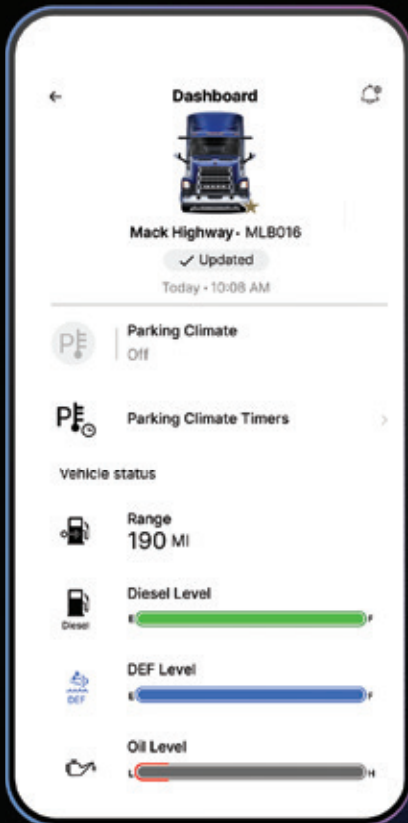 Dashboard
Mack Highway • MLB016
✓ Updated
Today • 10:08 AM
Parking Climate
Off
Parking Climate Timers
Vehicle status
Range
190 MI
Diesel Level
Diesel
E F
DEF Level
DEF
E F
Oil Level
L H